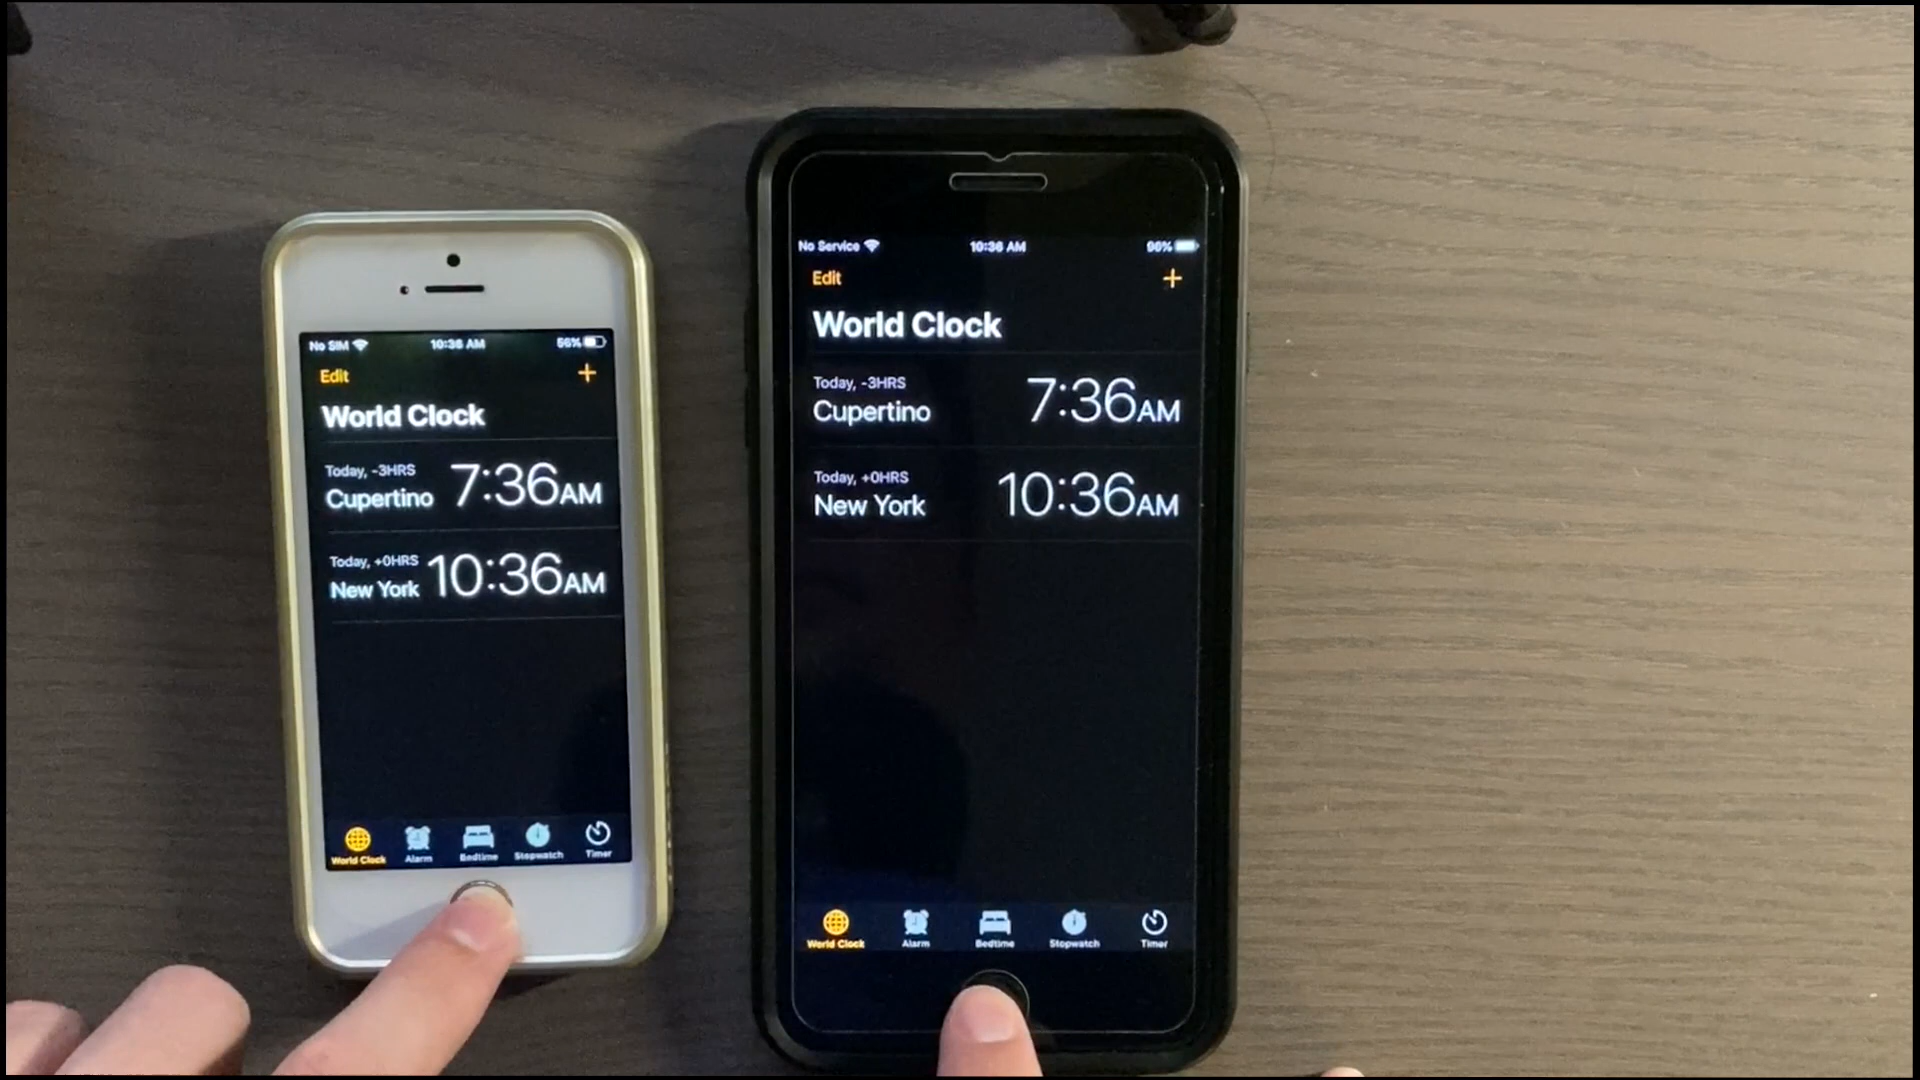 No SIM
10:36 AM
56%
Edit
+
World Clock
Today, -3HRS
Cupertino
7:36AM
Today, +0HRS
New York
10:36AM
World Clock
Alarm
Bedtime
Stopwatch
Timer
No Service
10:36 AM
96%
Edit
+
World Clock
Today, -3HRS
Cupertino
7:36AM
Today, +0HRS
New York
10:36AM
World Clock
Alarm
Bedtime
Stopwatch
Timer